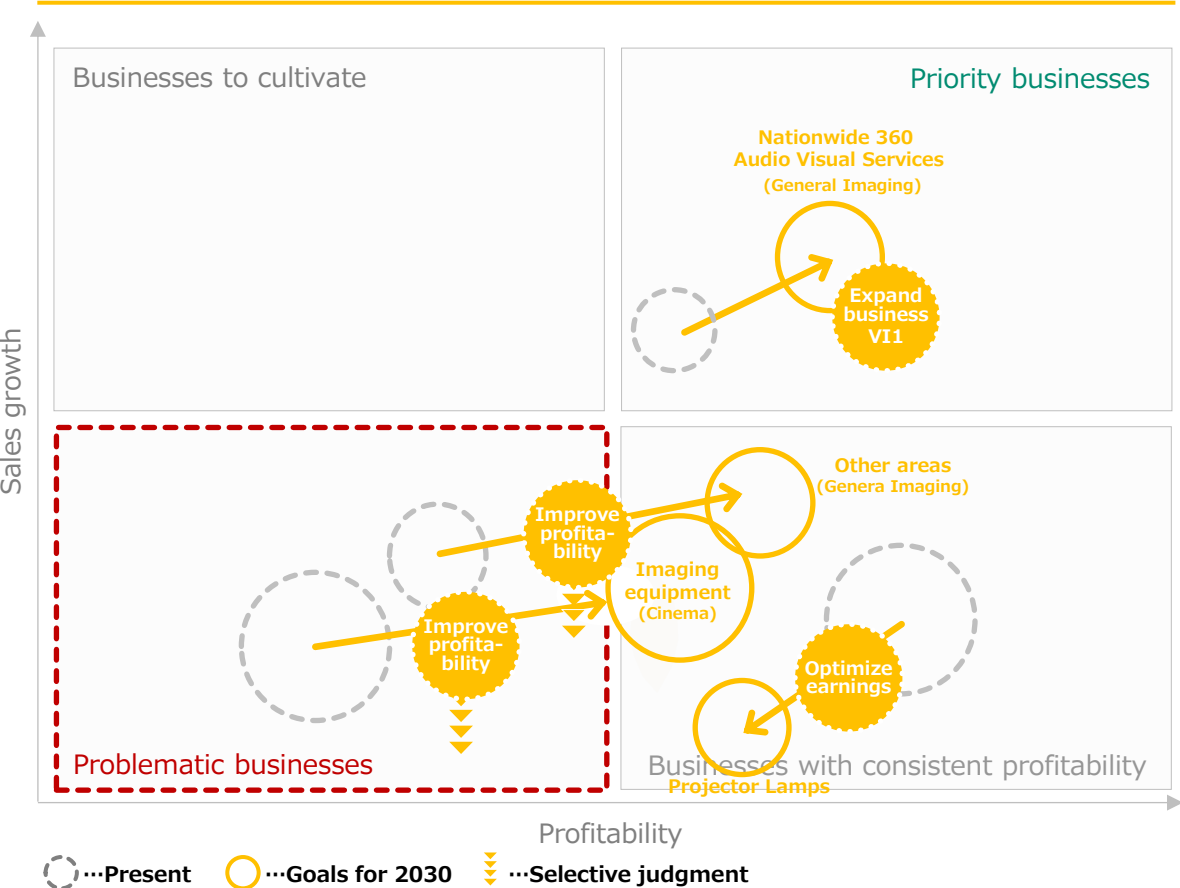 Businesses to cultivate
Priority businesses
Nationwide 360
Audio Visual Services
(General Imaging)
Expand
business
VI1
Sales growth
Other areas
(Genera Imaging)
Improve
profita-
bility
Imaging
equipment
(Cinema)
Improve
profita-
bility
Optimize
earnings
Problematic businesses
Businesses with consistent profitability
Projector Lamps
Profitability
…Present
…Goals for 2030
…Selective judgment